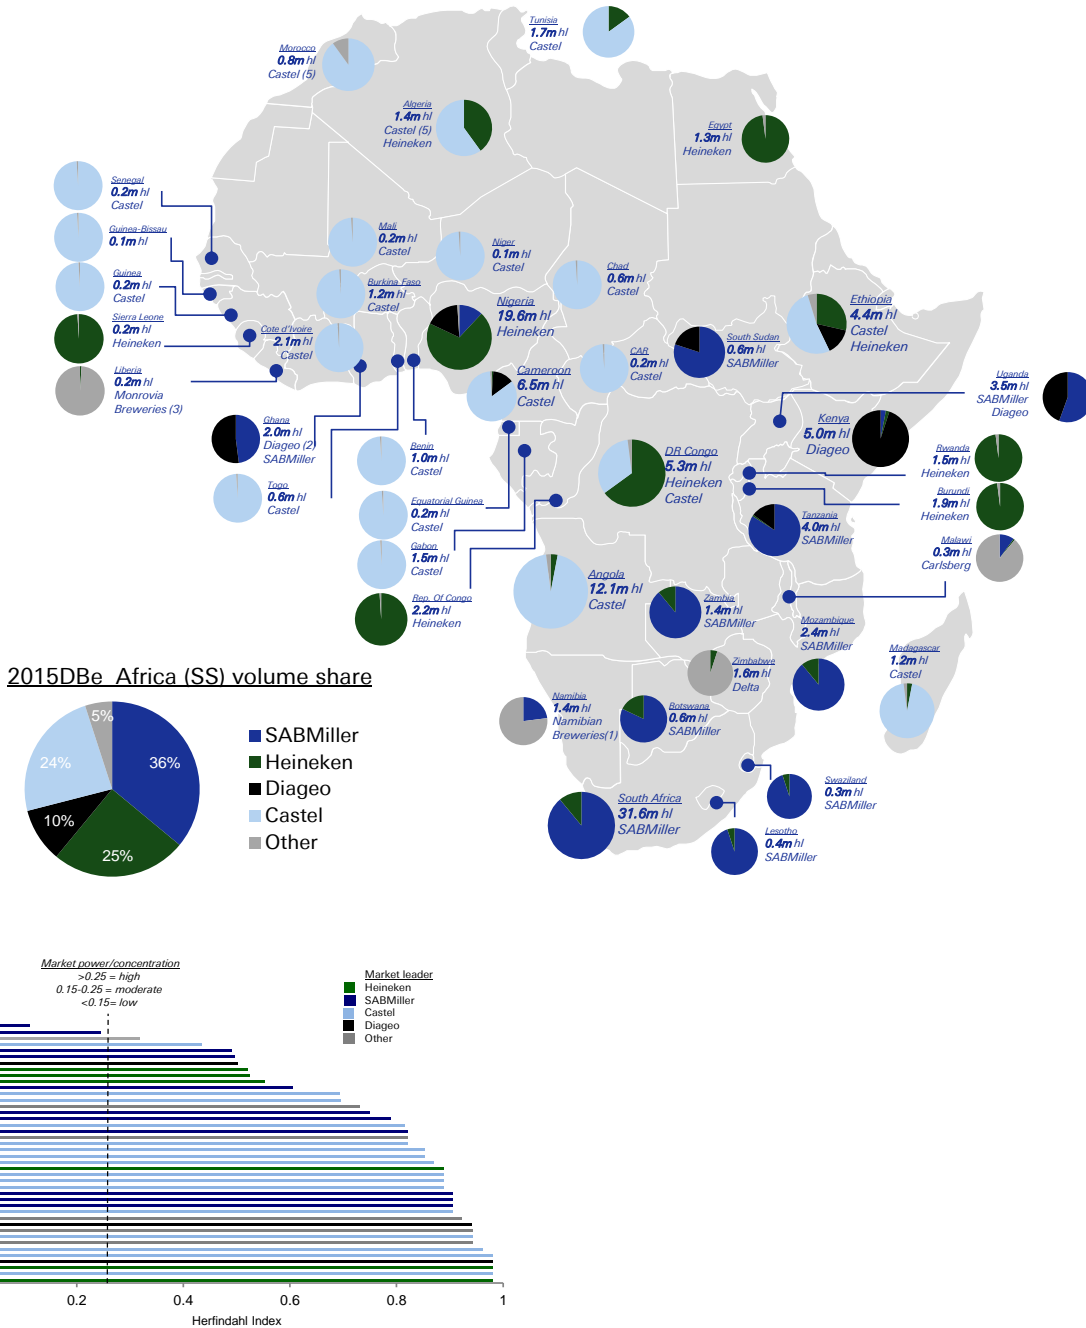 Tunisia
1.7m hl
Castel
Morocco
0.8m hl
Castel (5)
Algeria
1.4m hl
Castel (5)
Heineken
Egypt
1.3m hl
Heineken
Senegal
0.2m hl
Castel
Guinea-Bissau
0.1m hl
Guinea
0.2m hl
Castel
Sierra Leone
0.2m hl
Heineken
Liberia
0.2m hl
Monrovia
Breweries (3)
Mali
0.2m hl
Castel
Niger
0.1m hl
Castel
Chad
0.6m hl
Castel
Burkina Faso
1.2m hl
Castel
Cote d'Ivoire
2.1m hl
Castel
Nigeria
19.6m hl
Heineken
Ethiopia
4.4m hl
Castel
Heineken
South Sudan
0.6m hl
SABMiller
CAR
0.2m hl
Castel
Cameroon
6.5m hl
Castel
Uganda
3.5m hl
SABMiller
Diageo
Kenya
5.0m hl
Diageo
Ghana
2.0m hl
Diageo (2)
SABMiller
Togo
0.6m hl
Castel
Benin
1.0m hl
Castel
Equatorial Guinea
0.2m hl
Castel
Gabon
1.5m hl
Castel
Rep. Of Congo
2.2m hl
Heineken
DR Congo
5.3m hl
Heineken
Castel
Rwanda
1.5m hl
Heineken
Burundi
1.9m hl
Heineken
Malawi
0.3m hl
Carlsberg
Tanzania
4.0m hl
SABMiller
Angola
12.1m hl
Castel
Zambia
1.4m hl
SABMiller
Mozambique
2.4m hl
SABMiller
Madagascar
1.2m hl
Castel
Zimbabwe
1.6m hl
Delta
Namibia
1.4m hl
Namibian
Breweries(1)
Botswana
0.6m hl
SABMiller
Swaziland
0.3m hl
SABMiller
South Africa
31.6m hl
SABMiller
Lesotho
0.4m hl
SABMiller
2015DBe Africa (SS) volume share
5%
36%
24%
10%
25%
SABMiller
Heineken
Diageo
Castel
Other
Market power/concentration
>0.25 = high
0.15-0.25 = moderate
<0.15= low
Market leader
Heineken
SABMiller
Castel
Diageo
Other
0.2 0.4 0.6 0.8 1
Herfindahl Index